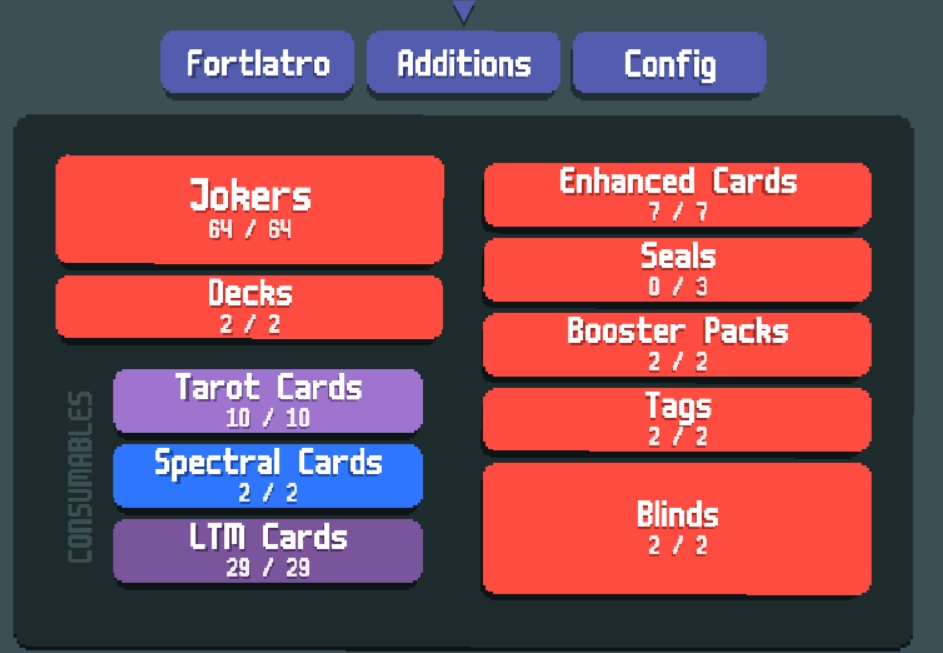 Fortlatro
Additions
Config
Jokers
64 / 64
Decks
2 / 2
CONSUMABLES
Tarot Cards
10 / 10
Spectral Cards
2 / 2
LTM Cards
29 / 29
Enhanced Cards
7 / 7
Seals
0 / 3
Booster Packs
2 / 2
Tags
2 / 2
Blinds
2 / 2